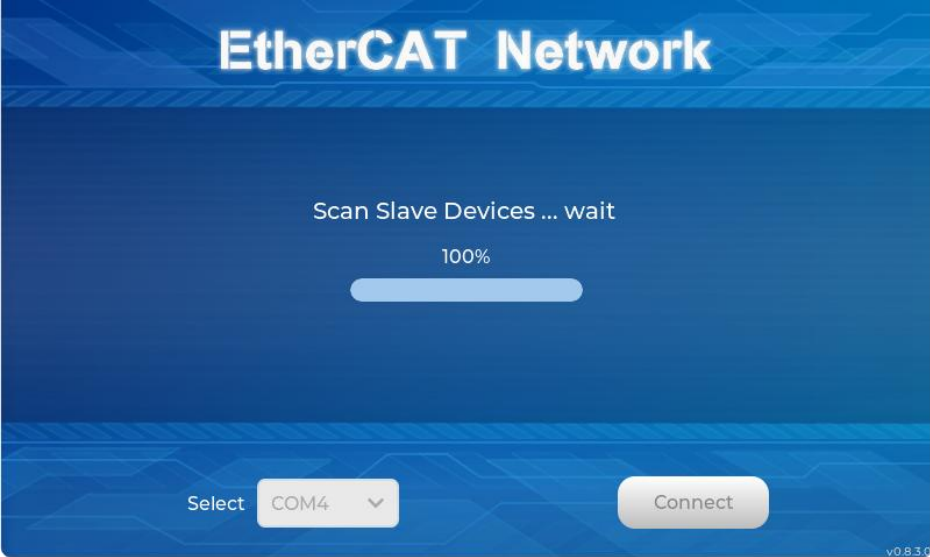 EtherCAT Network
Scan Slave Devices ... wait
100%
Select COM4 Connect
v0.8.3.0